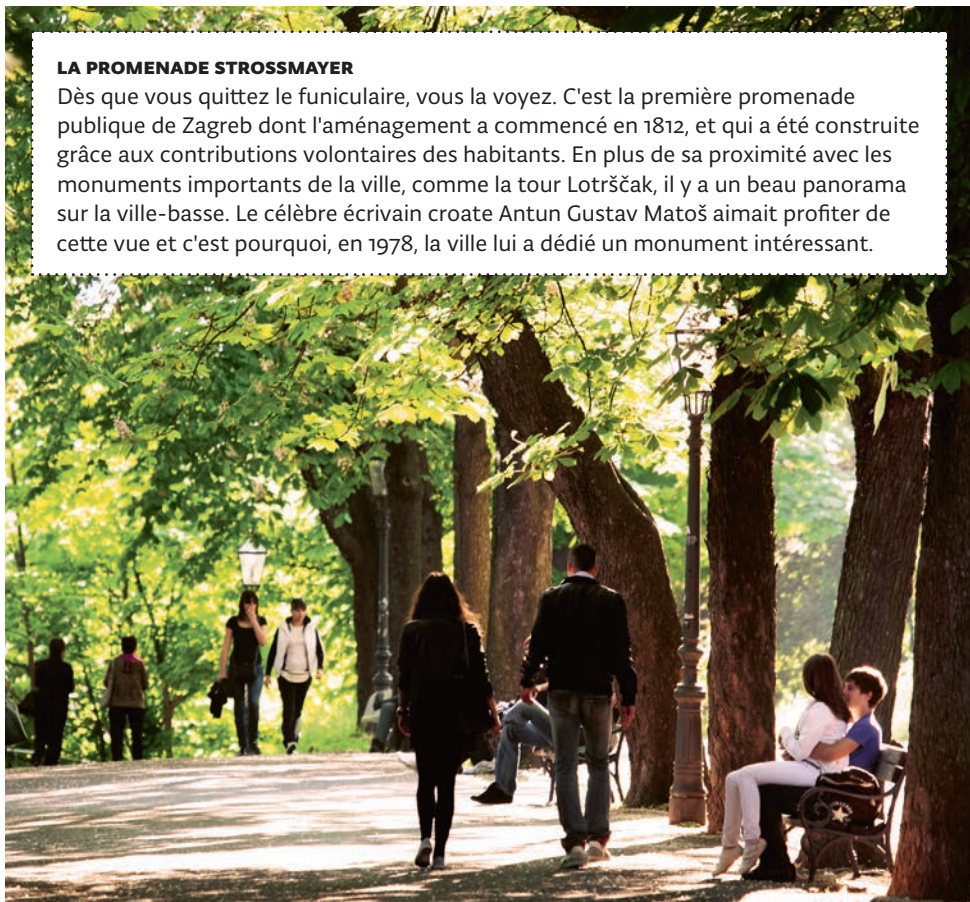 LA PROMENADE STROSSMAYER
Dès que vous quittez le funiculaire, vous la voyez. C'est la première promenade
publique de Zagreb dont l'aménagement a commencé en 1812, et qui a été construite
grâce aux contributions volontaires des habitants. En plus de sa proximité avec les
monuments importants de la ville, comme la tour Lotrščak, il y a un beau panorama
sur la ville-basse. Le célèbre écrivain croate Antun Gustav Matoš aimait profiter de
cette vue et c'est pourquoi, en 1978, la ville lui a dédié un monument intéressant.